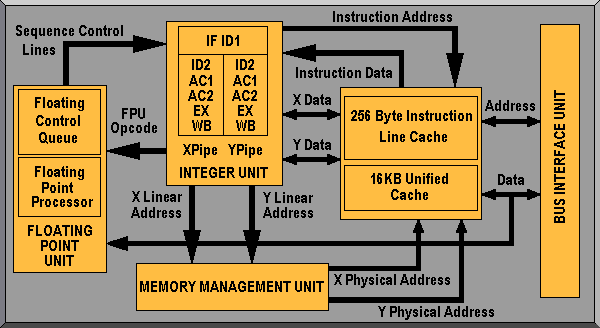 Sequence Control
Lines
Instruction Address
IF ID1
ID2 ID2
AC1 AC1
AC2 AC2
EX EX
WB WB
XPipe YPipe
INTEGER UNIT
Instruction Data
X Data
Y Data
Floating
Control
Queue
Floating
Point
Processor
FLOATING
POINT
UNIT
FPU
Opcode
256 Byte Instruction
Line Cache
16KB Unified
Cache
Address
Data
BUS INTERFACE UNIT
X Linear
Address
Y Linear
Address
MEMORY MANAGEMENT UNIT
X Physical Address
Y Physical Address